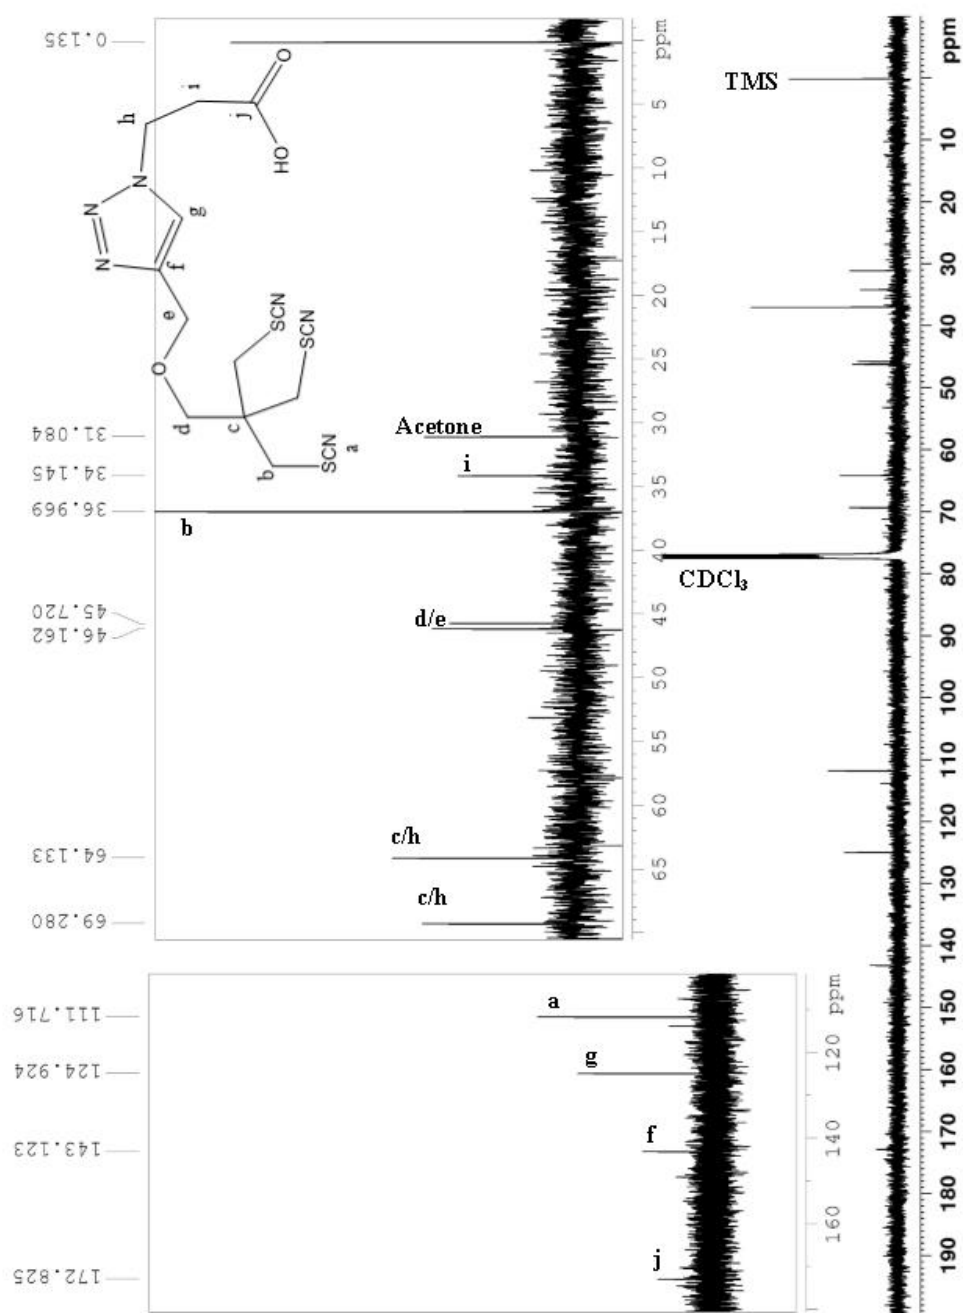 0.135
31.084
34.145
36.969
45.720
46.162
64.133
69.280
O
i
h
j
HO
N
N
N
g
f
e
O
SCN
SCN
d
c
SCN
a
b
Acetone
i
b
d/e
c/h
c/h
ppm
5
10
15
20
25
30
35
40
45
50
55
60
65
111.716
124.924
143.123
172.825
a
g
f
j
ppm
120
140
160
TMS
CDCl₃
ppm
10
20
30
40
50
60
70
80
90
100
110
120
130
140
150
160
170
180
190